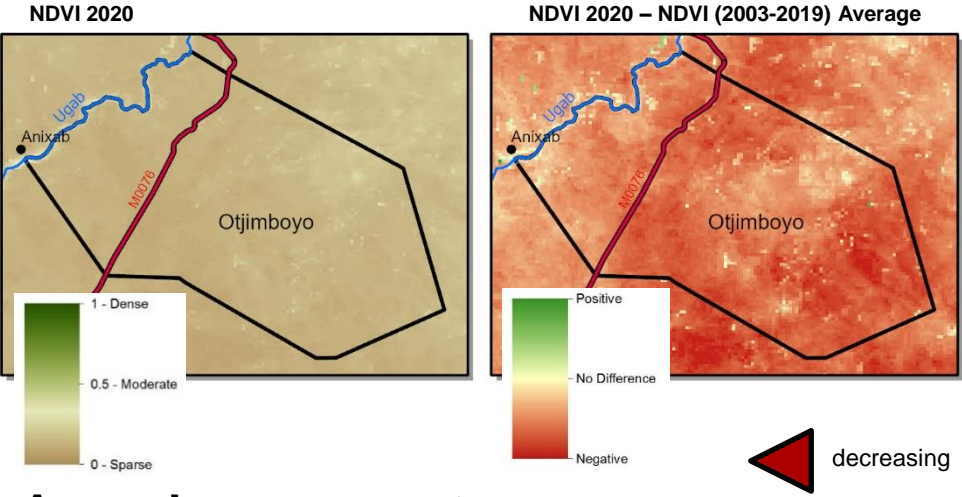 NDVI 2020
NDVI 2020 – NDVI (2003-2019) Average
Ugab
Anixab
M0076
Otjimboyo
1 - Dense
0.5 - Moderate
0 - Sparse
Ugab
Anixab
M0076
Otjimboyo
Positive
No Difference
Negative
decreasing